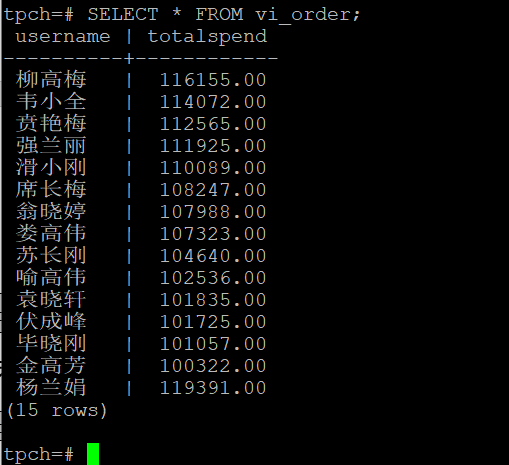 tpch=# SELECT * FROM vi_order;
 username | totalspend
----------+------------
 柳高梅   |  116155.00
 韦小全   |  114072.00
 贲艳梅   |  112565.00
 强兰丽   |  111925.00
 滑小刚   |  110089.00
 席长梅   |  108247.00
 翁晓婷   |  107988.00
 娄高伟   |  107323.00
 苏长刚   |  104640.00
 喻高伟   |  102536.00
 袁晓轩   |  101835.00
 伏成峰   |  101725.00
 毕晓刚   |  101057.00
 金高芳   |  100322.00
 杨兰娟   |  119391.00
(15 rows)
tpch=#